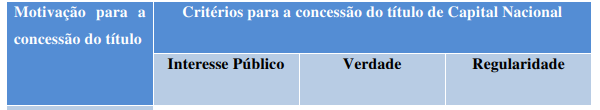 Motivação para a
concessão do título
Critérios para a concessão do título de Capital Nacional
Interesse Público
Verdade
Regularidade